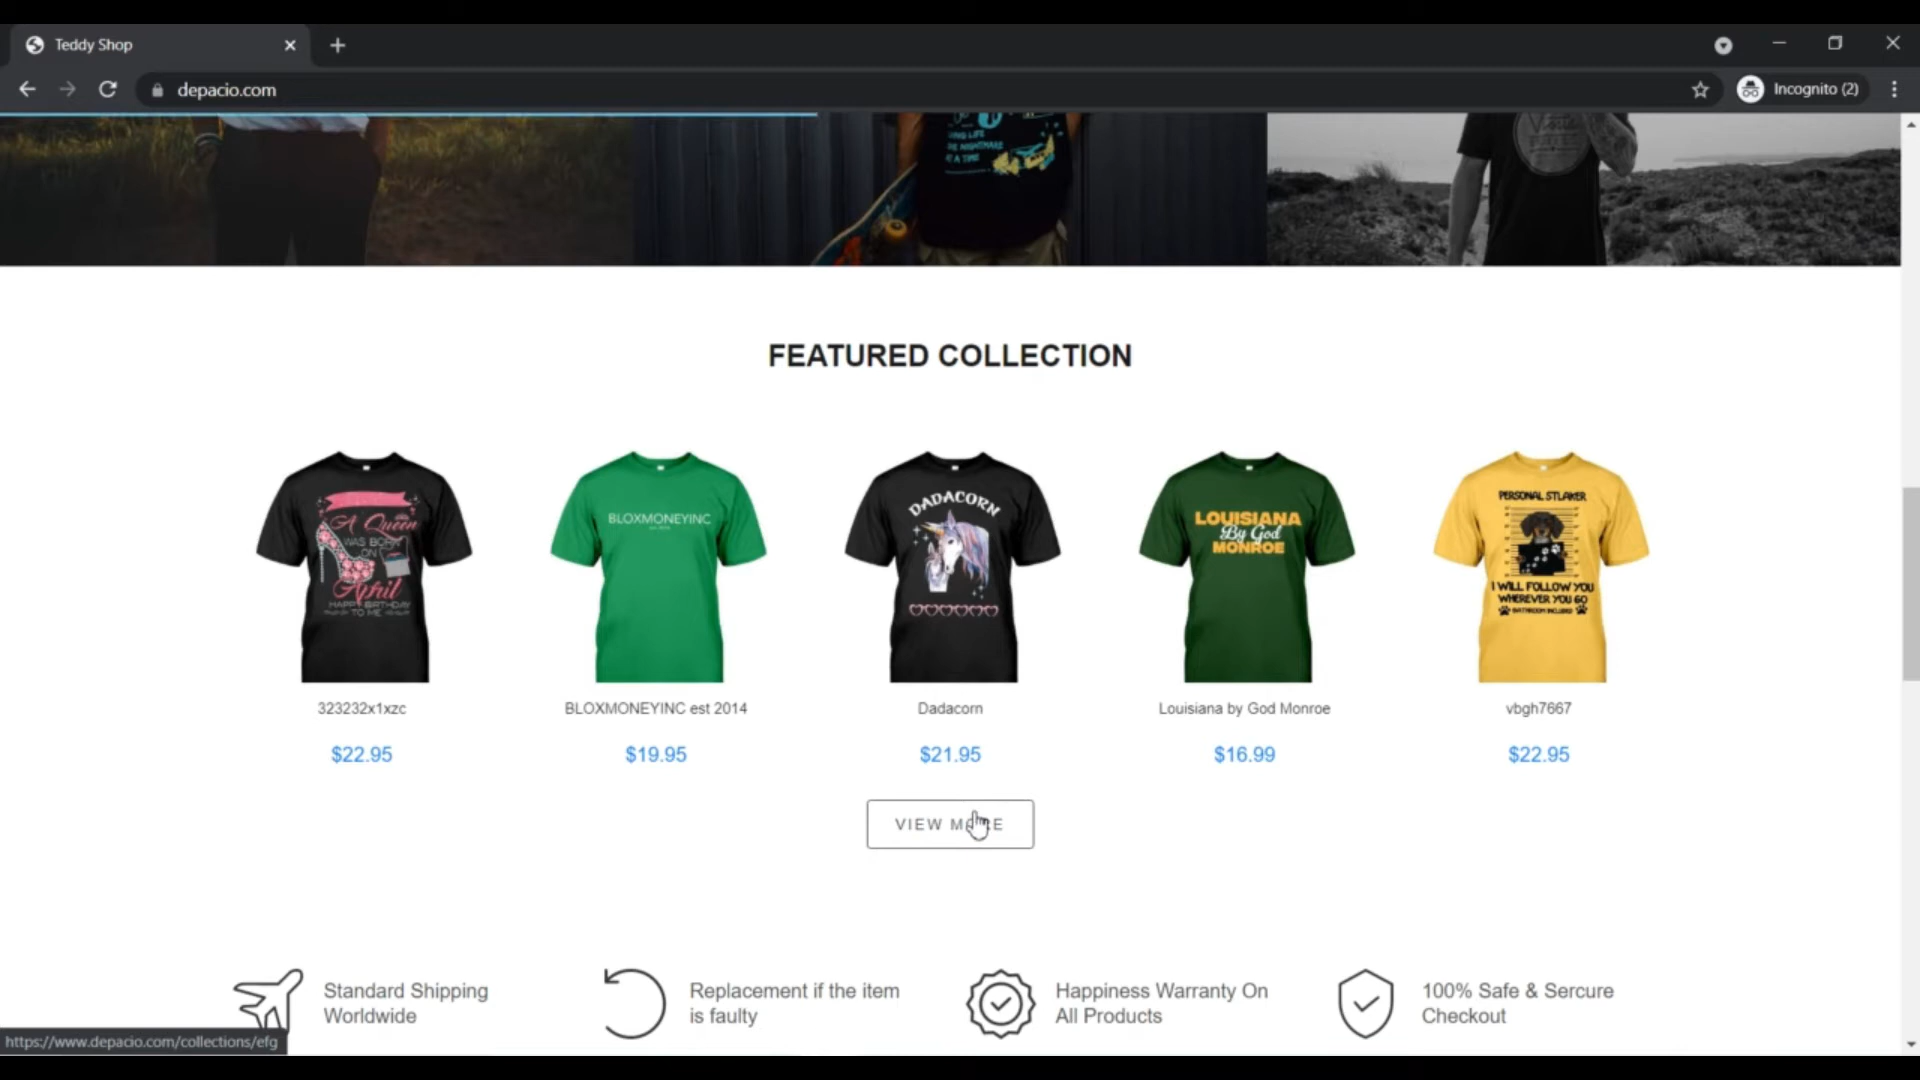 Teddy Shop
depacio.com
Incognito (2)
FEATURED COLLECTION
A Queen
WAS BORN
ON
April
HAPPY BIRTHDAY
TO ME
BLOXMONEYINC
DADACORN
LOUISIANA
By God
MONROE
PERSONAL STLAKER
I WILL FOLLOW YOU
WHEREVER YOU GO
BATHROOM INCLUDED
323232x1xzc
BLOXMONEYINC est 2014
Dadacorn
Louisiana by God Monroe
vbgh7667
$22.95
$19.95
$21.95
$16.99
$22.95
VIEW MORE
Standard Shipping
Worldwide
Replacement if the item
is faulty
Happiness Warranty On
All Products
100% Safe & Sercure
Checkout
https://www.depacio.com/collections/efg